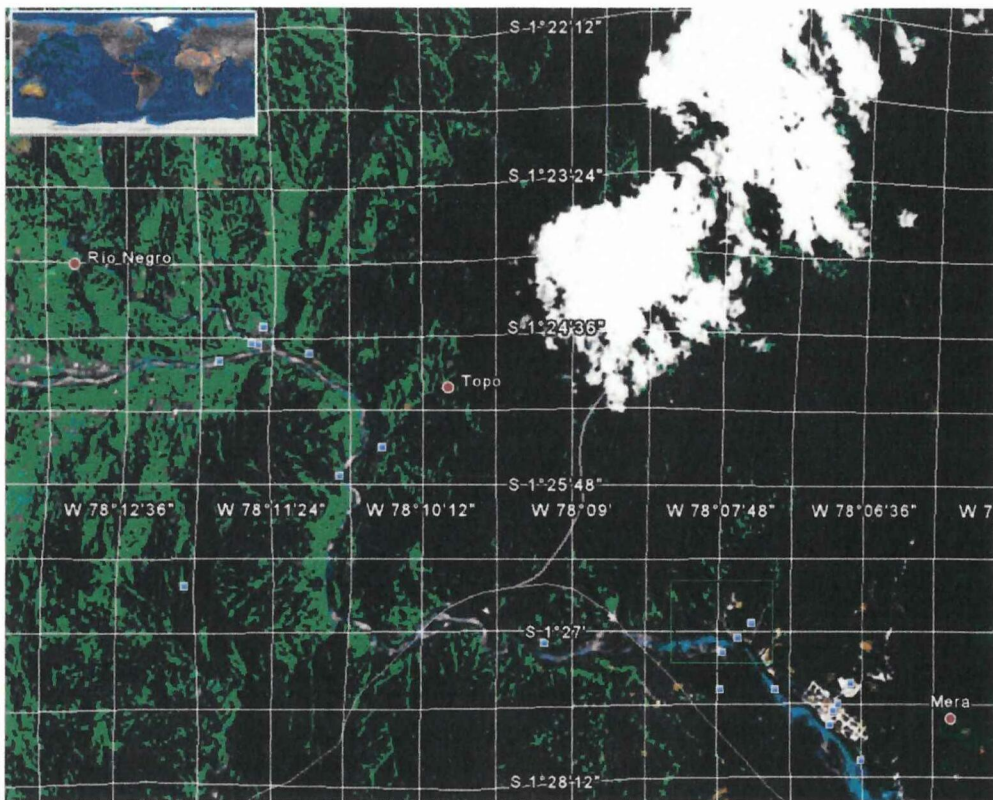 S 1°22'12"
S 1°23'24"
Rio Negro
S 1°24'36"
Topo
S 1°25'48"
W 78°12'36" W 78°11'24" W 78°10'12" W 78°09' W 78°07'48" W 78°06'36" W 7
S 1°27'
Mera
S 1°28'12"